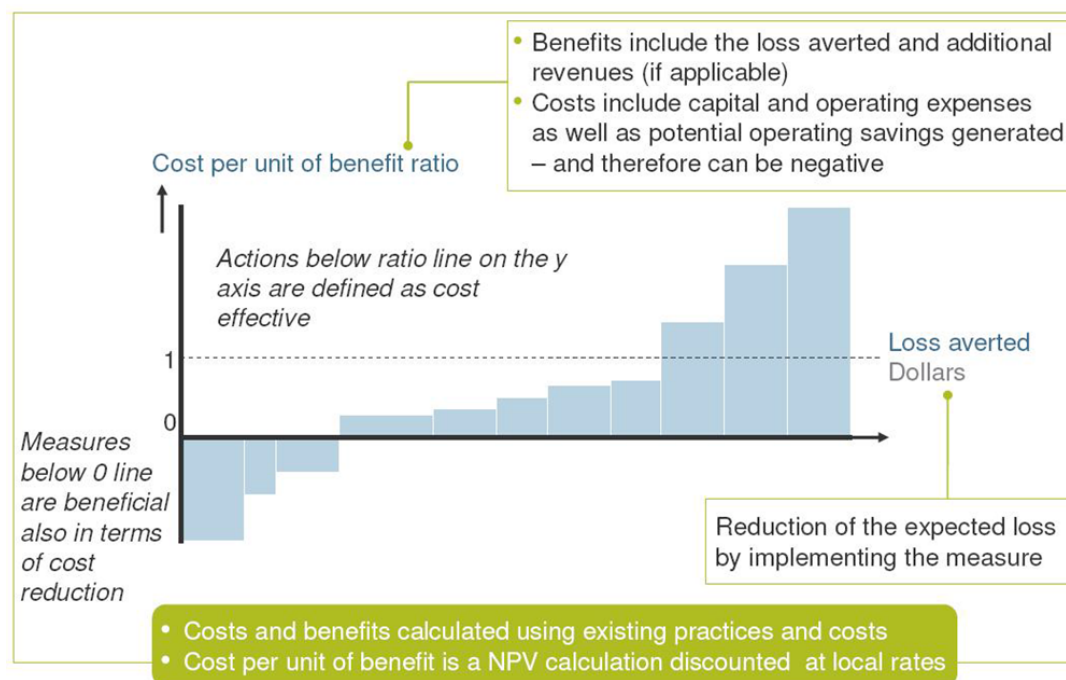 • Benefits include the loss averted and additional
revenues (if applicable)
• Costs include capital and operating expenses
as well as potential operating savings generated
– and therefore can be negative
Cost per unit of benefit ratio
Actions below ratio line on the y
axis are defined as cost
effective
1
Loss averted
Dollars
0
Measures
below 0 line
are beneficial
also in terms
of cost
reduction
Reduction of the expected loss
by implementing the measure
• Costs and benefits calculated using existing practices and costs
• Cost per unit of benefit is a NPV calculation discounted at local rates